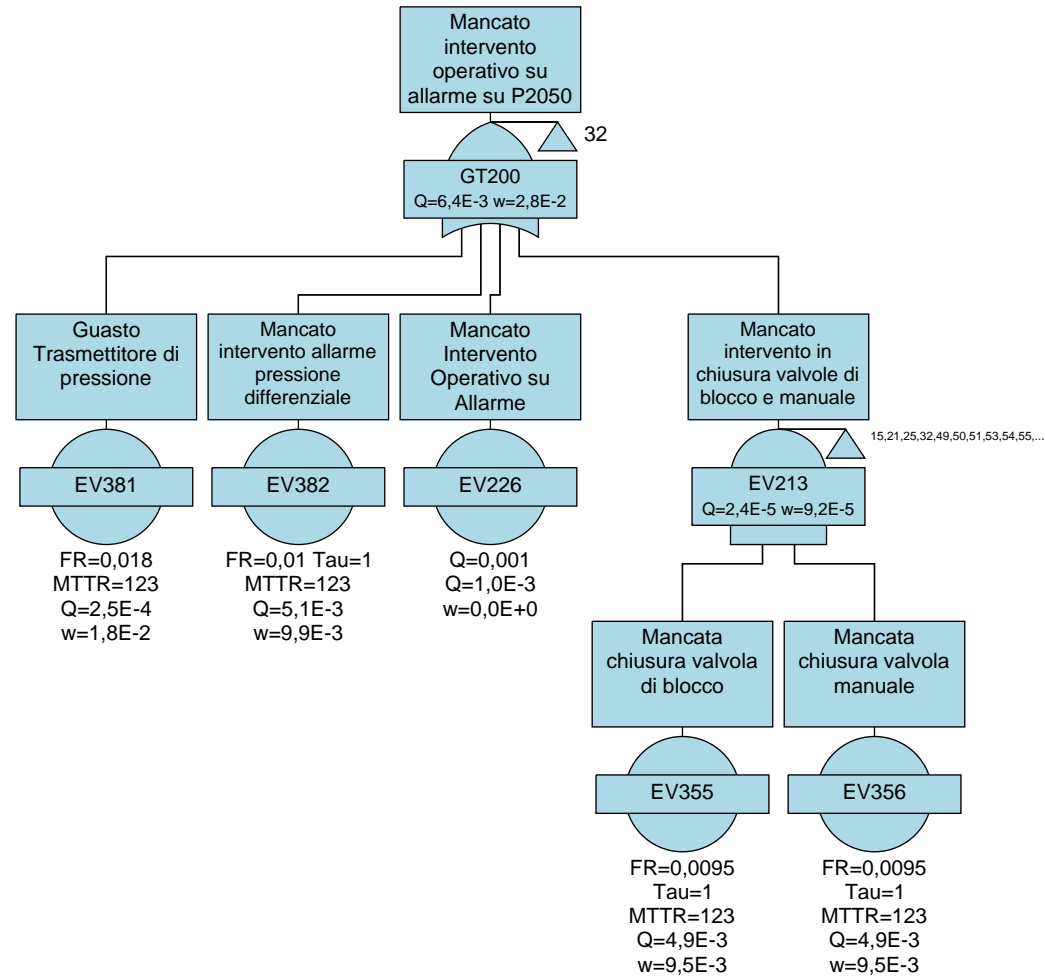 Mancato
intervento
operativo su
allarme su P2050
32
GT200
Q=6,4E-3 w=2,8E-2
Guasto
Trasmettitore di
pressione
EV381
FR=0,018
MTTR=123
Q=2,5E-4
w=1,8E-2
Mancato
intervento allarme
pressione
differenziale
EV382
FR=0,01 Tau=1
MTTR=123
Q=5,1E-3
w=9,9E-3
Mancato
Intervento
Operativo su
Allarme
EV226
Q=0,001
Q=1,0E-3
w=0,0E+0
Mancato
intervento in
chiusura valvole di
blocco e manuale
15,21,25,32,49,50,51,53,54,55,...
EV213
Q=2,4E-5 w=9,2E-5
Mancata
chiusura valvola
di blocco
EV355
FR=0,0095
Tau=1
MTTR=123
Q=4,9E-3
w=9,5E-3
Mancata
chiusura valvola
manuale
EV356
FR=0,0095
Tau=1
MTTR=123
Q=4,9E-3
w=9,5E-3